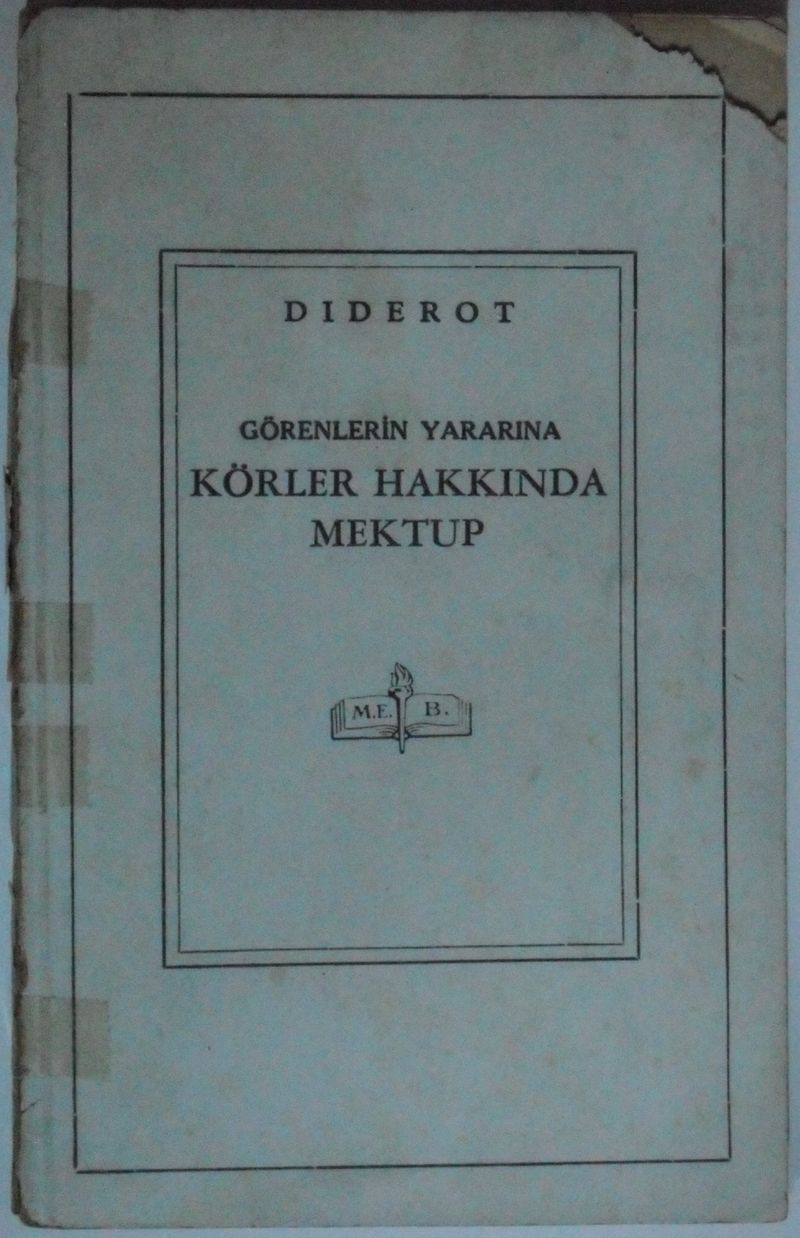 DIDEROT
GÖRENLERİN YARARINA
KÖRLER HAKKINDA
MEKTUP
M.E. B.